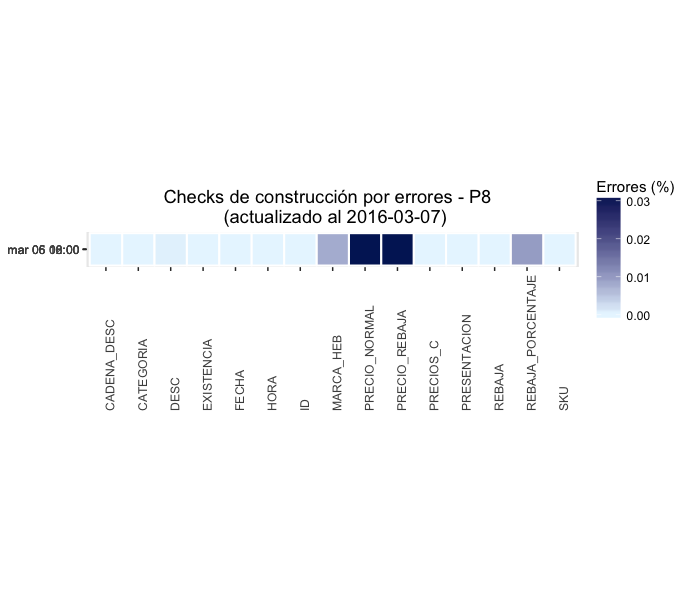 Checks de construcción por errores - P8
(actualizado al 2016-03-07)
Errores (%)
0.03
0.02
0.01
0.00
mar
CADENA_DESC
CATEGORIA
DESC
EXISTENCIA
FECHA
HORA
ID
MARCA_HEB
PRECIO_NORMAL
PRECIO_REBAJA
PRECIOS_C
PRESENTACION
REBAJA
REBAJA_PORCENTAJE
SKU